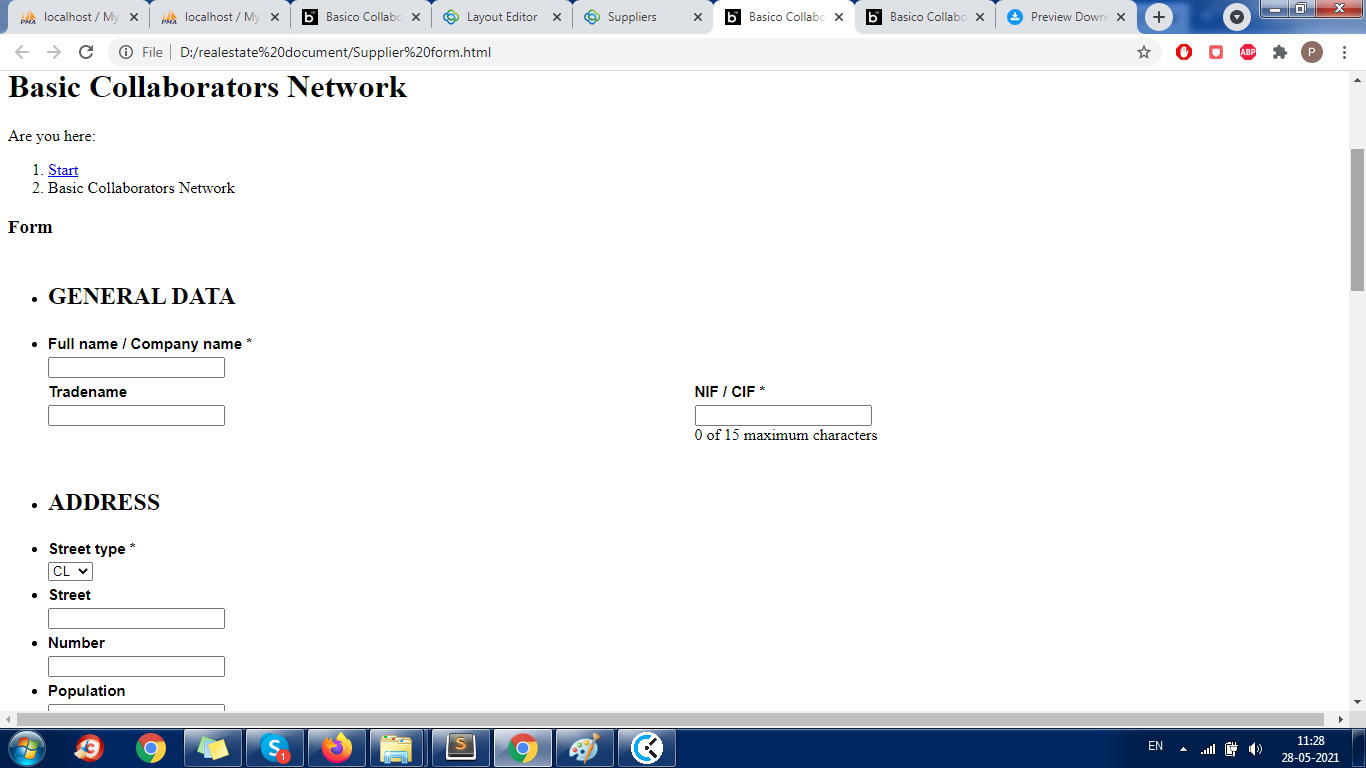 localhost / My
localhost / My
Basico Collabo
Layout Editor
Suppliers
Basico Collabo
Basico Collabo
Preview Down
File
D:/realestate%20document/Supplier%20form.html
ABP
P
Basic Collaborators Network
Are you here:
1. Start
2. Basic Collaborators Network
Form
GENERAL DATA
Full name / Company name *
Tradename
NIF / CIF *
0 of 15 maximum characters
ADDRESS
Street type *
CL
Street
Number
Population
EN
11:28
28-05-2021